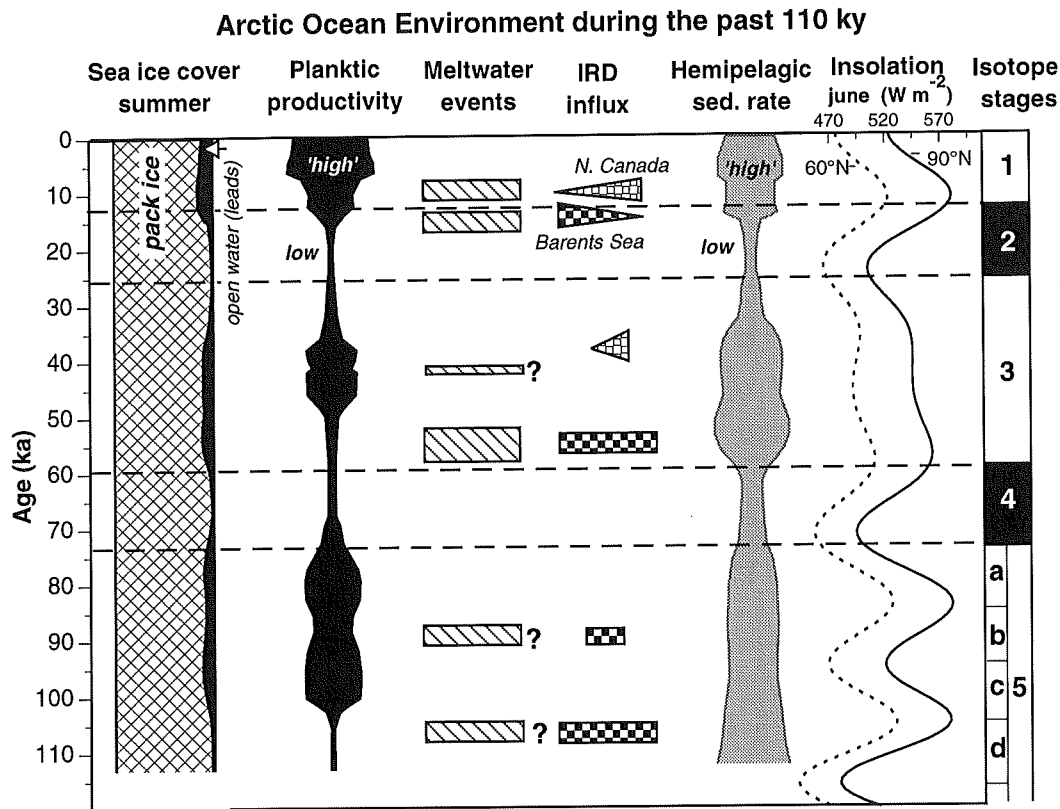 Arctic Ocean Environment during the past 110 ky
Sea ice cover
summer
Planktic
productivity
Meltwater
events
IRD
influx
Hemipelagic
sed. rate
Insolation
june (W m⁻²)
470 520 570
Isotope
stages
Age (ka)
0
10
20
30
40
50
60
70
80
90
100
110
pack ice
open water (leads)
'high'
low
?
?
?
N. Canada
Barents Sea
'high'
low
60°N
90°N
1
2
3
4
a
b
c
d
5